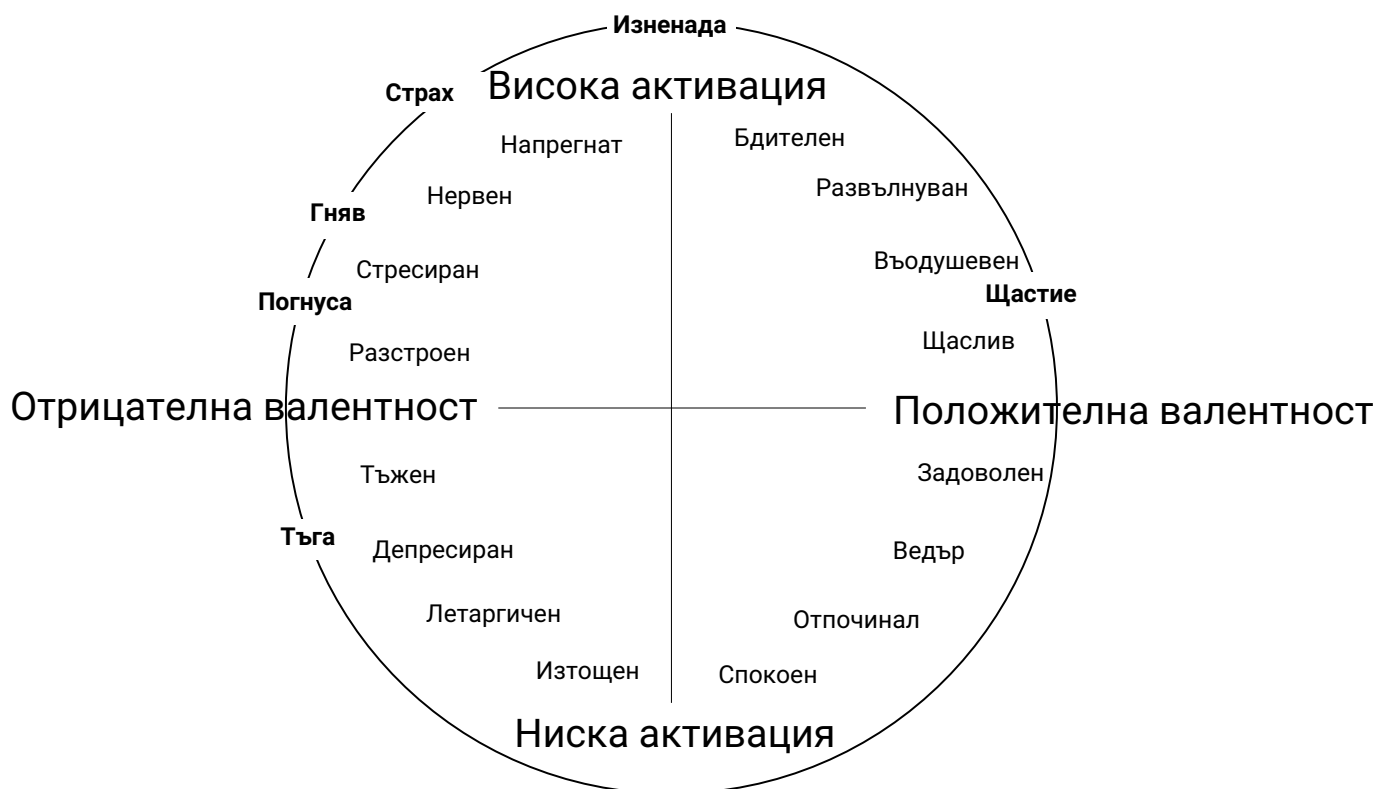 Изненада
Висока активация
Страх
Бдителен
Напрегнат
Развълнуван
Нервен
Гняв
Въодушевен
Стресиран
Щастие
Погнуса
Щаслив
Разстроен
Отрицателна валентност
Положителна валентност
Задоволен
Тъжен
Тъга
Депресиран
Ведър
Летаргичен
Отпочинал
Изтощен
Спокоен
Ниска активация